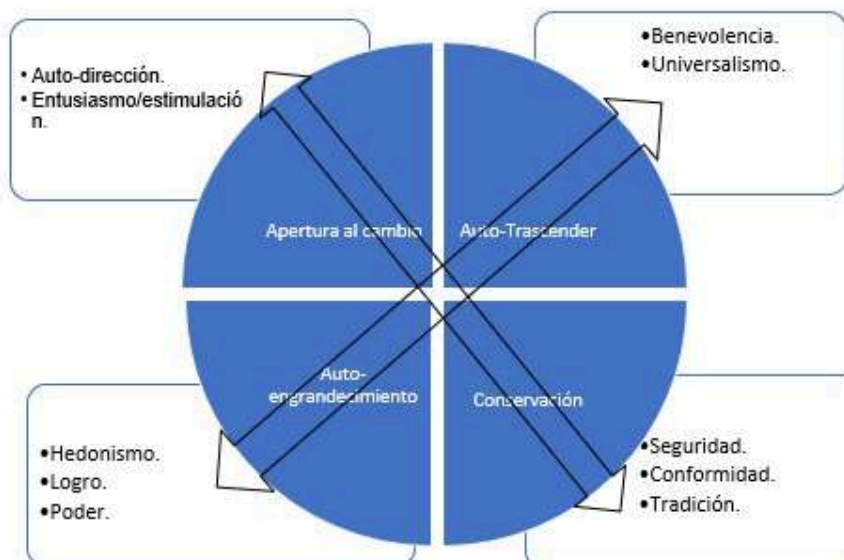 • Auto-dirección.
• Entusiasmo/estimulació
n.
•Benevolencia.
•Universalismo.
Apertura al cambio
Auto-Trascender
Auto-
engrandecimiento
Conservación
•Hedonismo.
•Logro.
•Poder.
•Seguridad.
•Conformidad.
•Tradición.